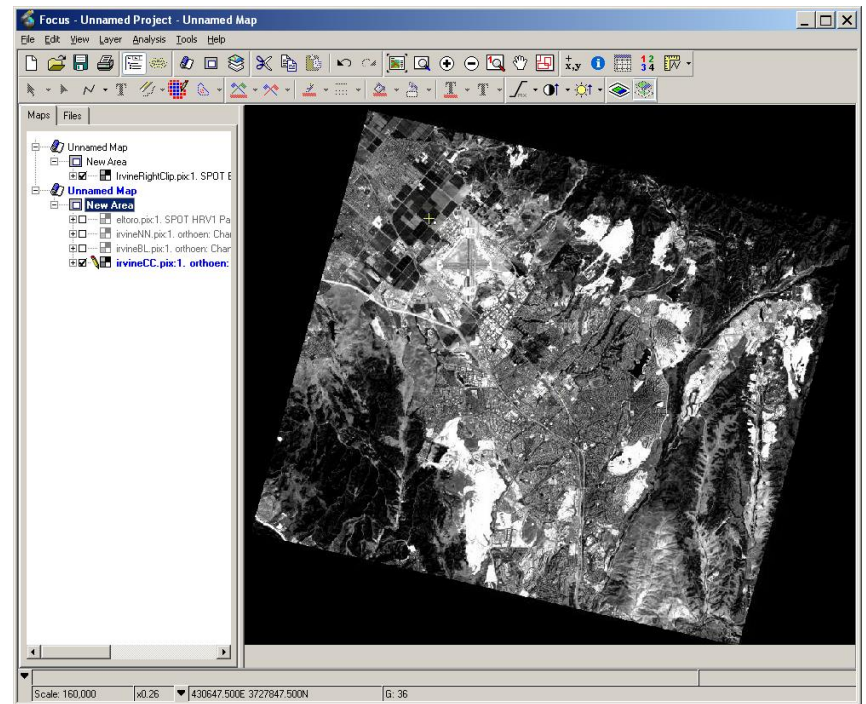 Focus - Unnamed Project - Unnamed Map
File Edit View Layer Analysis Tools Help
Maps Files
Unnamed Map
New Area
IrvineRightClip.pix:1. SPOT E
Unnamed Map
New Area
eltoro.pix:1. SPOT HRV1 Pa
irvineNN.pix:1. orthoen: Char
irvineBL.pix:1. orthoen: Char
irvineCC.pix:1. orthoen:
Scale: 160,000 x0.26 430647.500E 3727847.500N G: 36